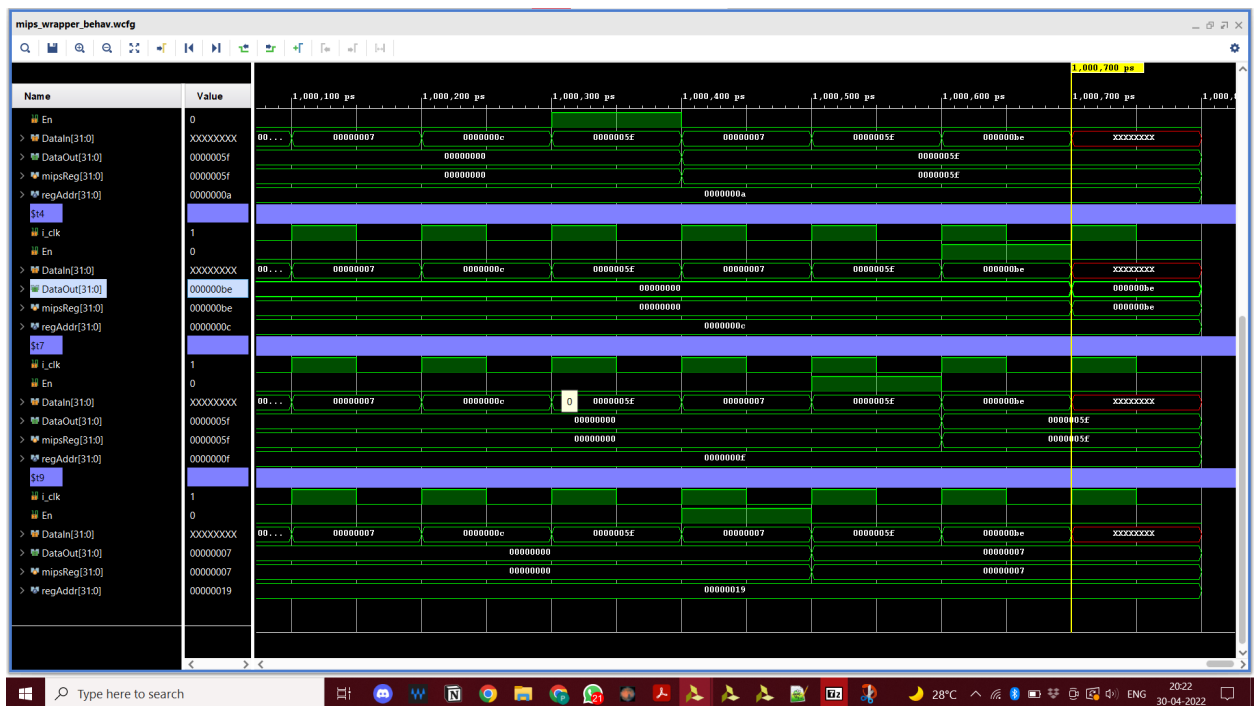 mips_wrapper_behav.wcfg
1,000,700 ps
Name Value 1,000,100 ps 1,000,200 ps 1,000,300 ps 1,000,400 ps 1,000,500 ps 1,000,600 ps 1,000,700 ps
En 0
DataIn[31:0] XXXXXXXX 00... 00000007 0000000c 0000005f 00000007 0000005f 000000be XXXXXXXX
DataOut[31:0] 0000005f 00000000 0000005f
mipsReg[31:0] 0000005f 00000000 0000005f
regAddr[31:0] 0000000a 0000000a
$t4
i_clk 1
En 0
DataIn[31:0] XXXXXXXX 00... 00000007 0000000c 0000005f 00000007 0000005f 000000be XXXXXXXX
DataOut[31:0] 000000be 00000000 000000be
mipsReg[31:0] 000000be 00000000 000000be
regAddr[31:0] 0000000c 0000000c
$t7
i_clk 1
En 0
DataIn[31:0] XXXXXXXX 00... 00000007 0000000c 0 0000005f 00000007 0000005f 000000be XXXXXXXX
DataOut[31:0] 0000005f 00000000 0000005f
mipsReg[31:0] 0000005f 00000000 0000005f
regAddr[31:0] 0000000f 0000000f
$t9
i_clk 1
En 0
DataIn[31:0] XXXXXXXX 00... 00000007 0000000c 0000005f 00000007 0000005f 000000be XXXXXXXX
DataOut[31:0] 00000007 00000000 00000007
mipsReg[31:0] 00000007 00000000 00000007
regAddr[31:0] 00000019 00000019
Type here to search 21 28°C ENG 20:22
30-04-2022